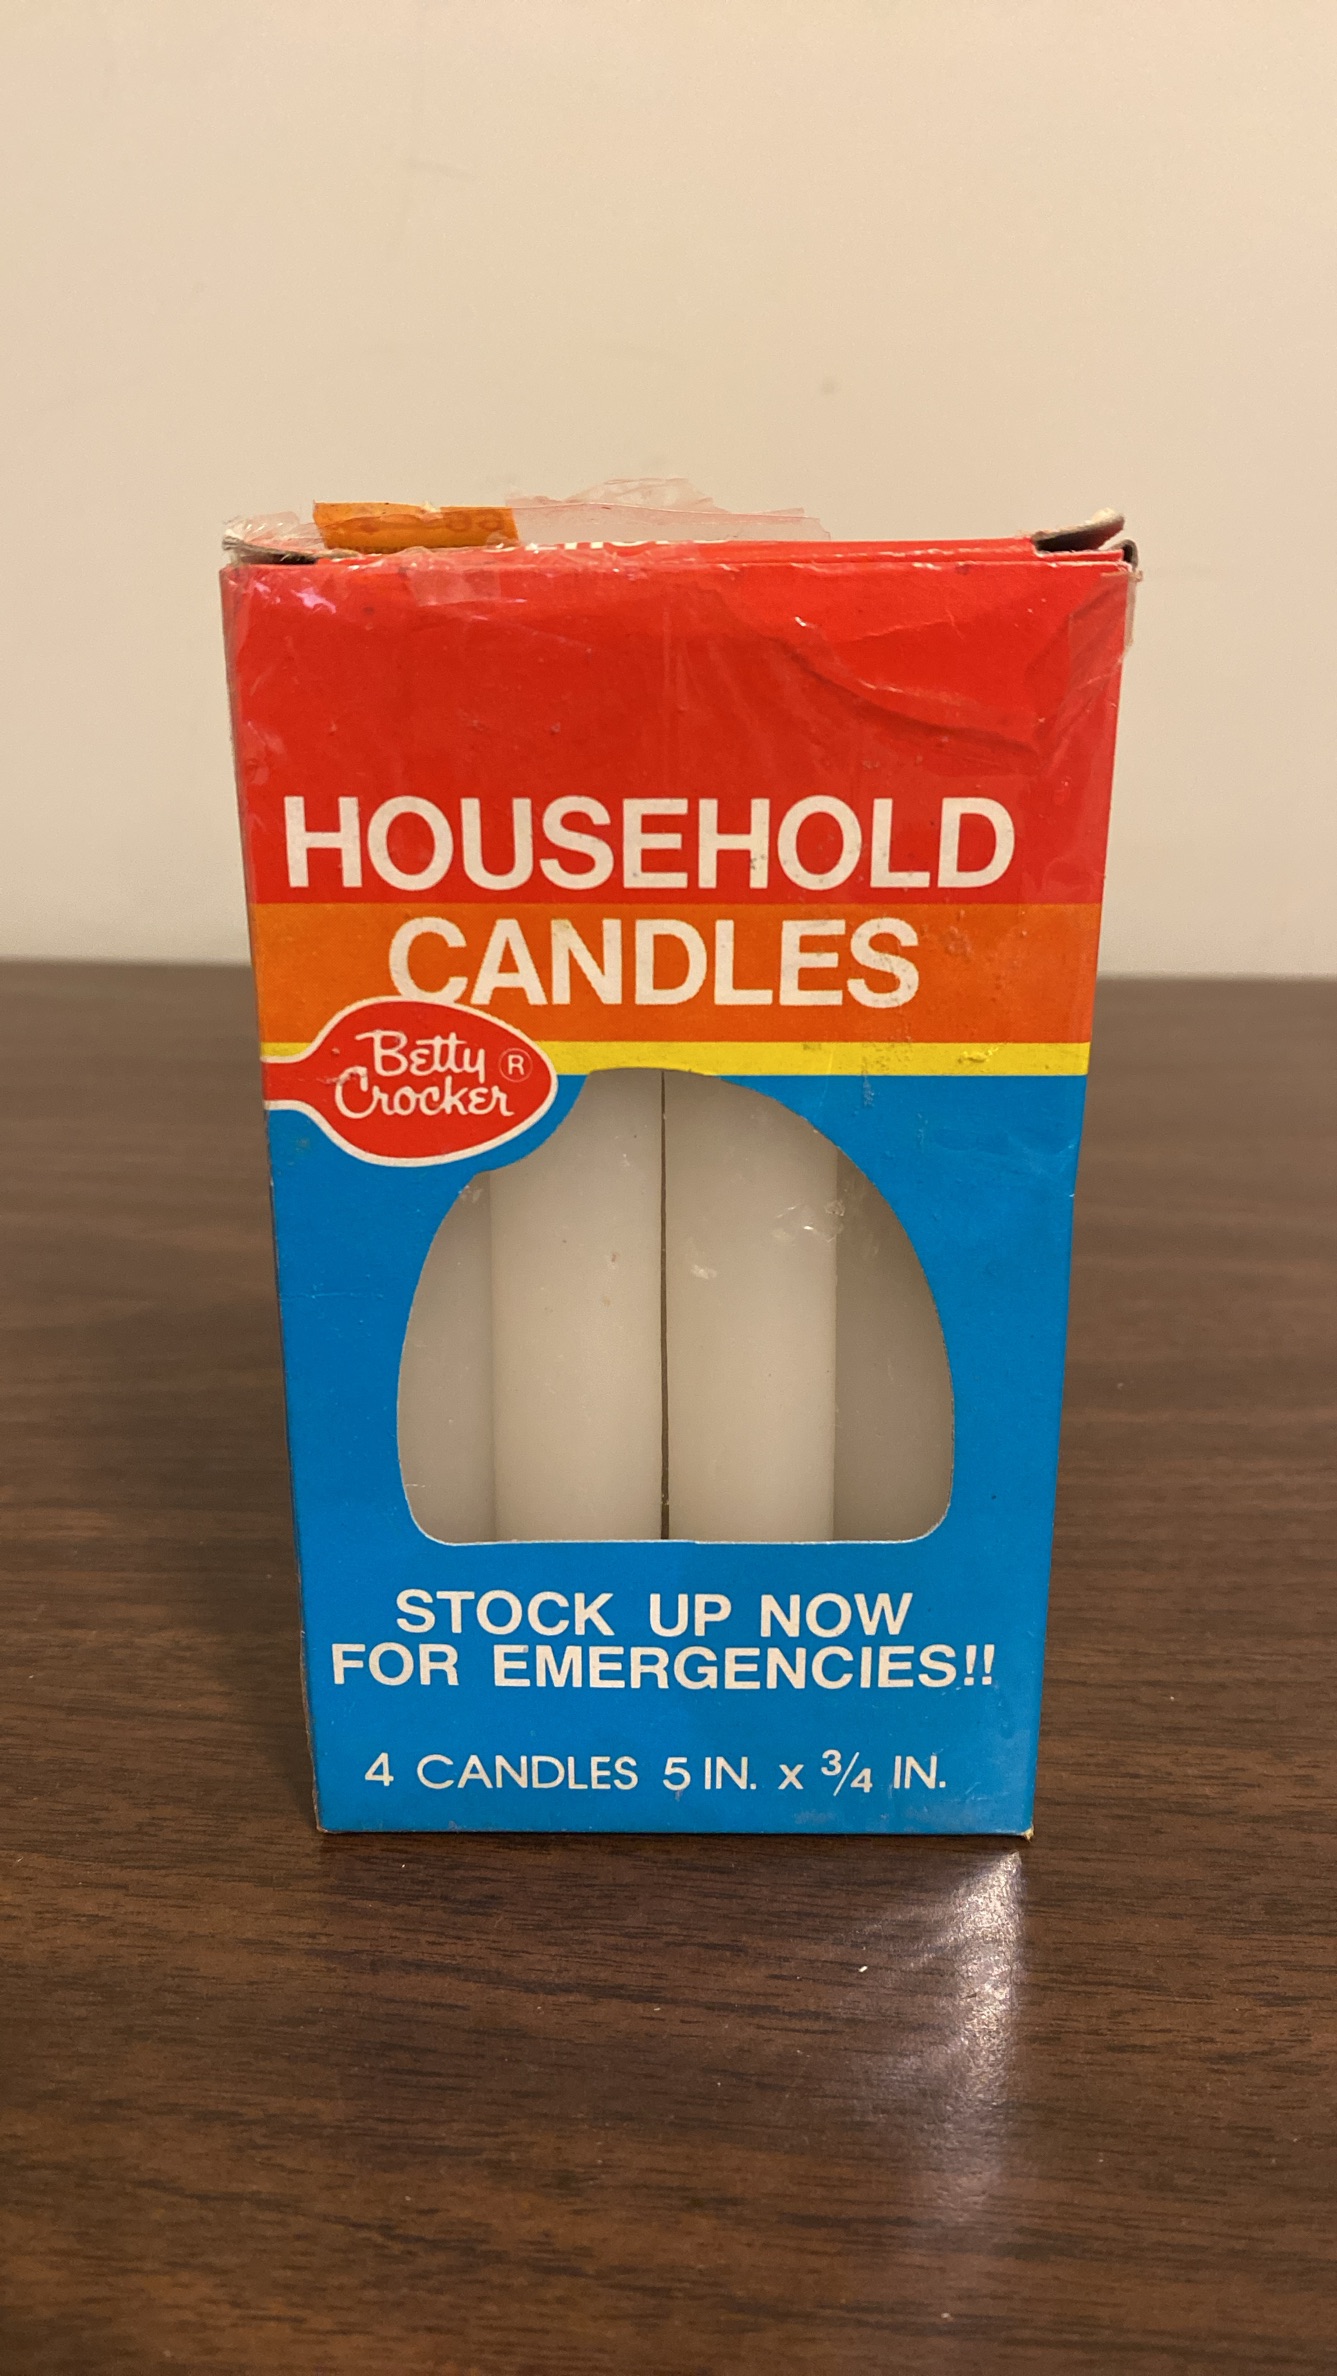 HOUSEHOLD
CANDLES
Betty ®
Crocker
STOCK UP NOW
FOR EMERGENCIES!!
4 CANDLES 5 IN. x 3/4 IN.